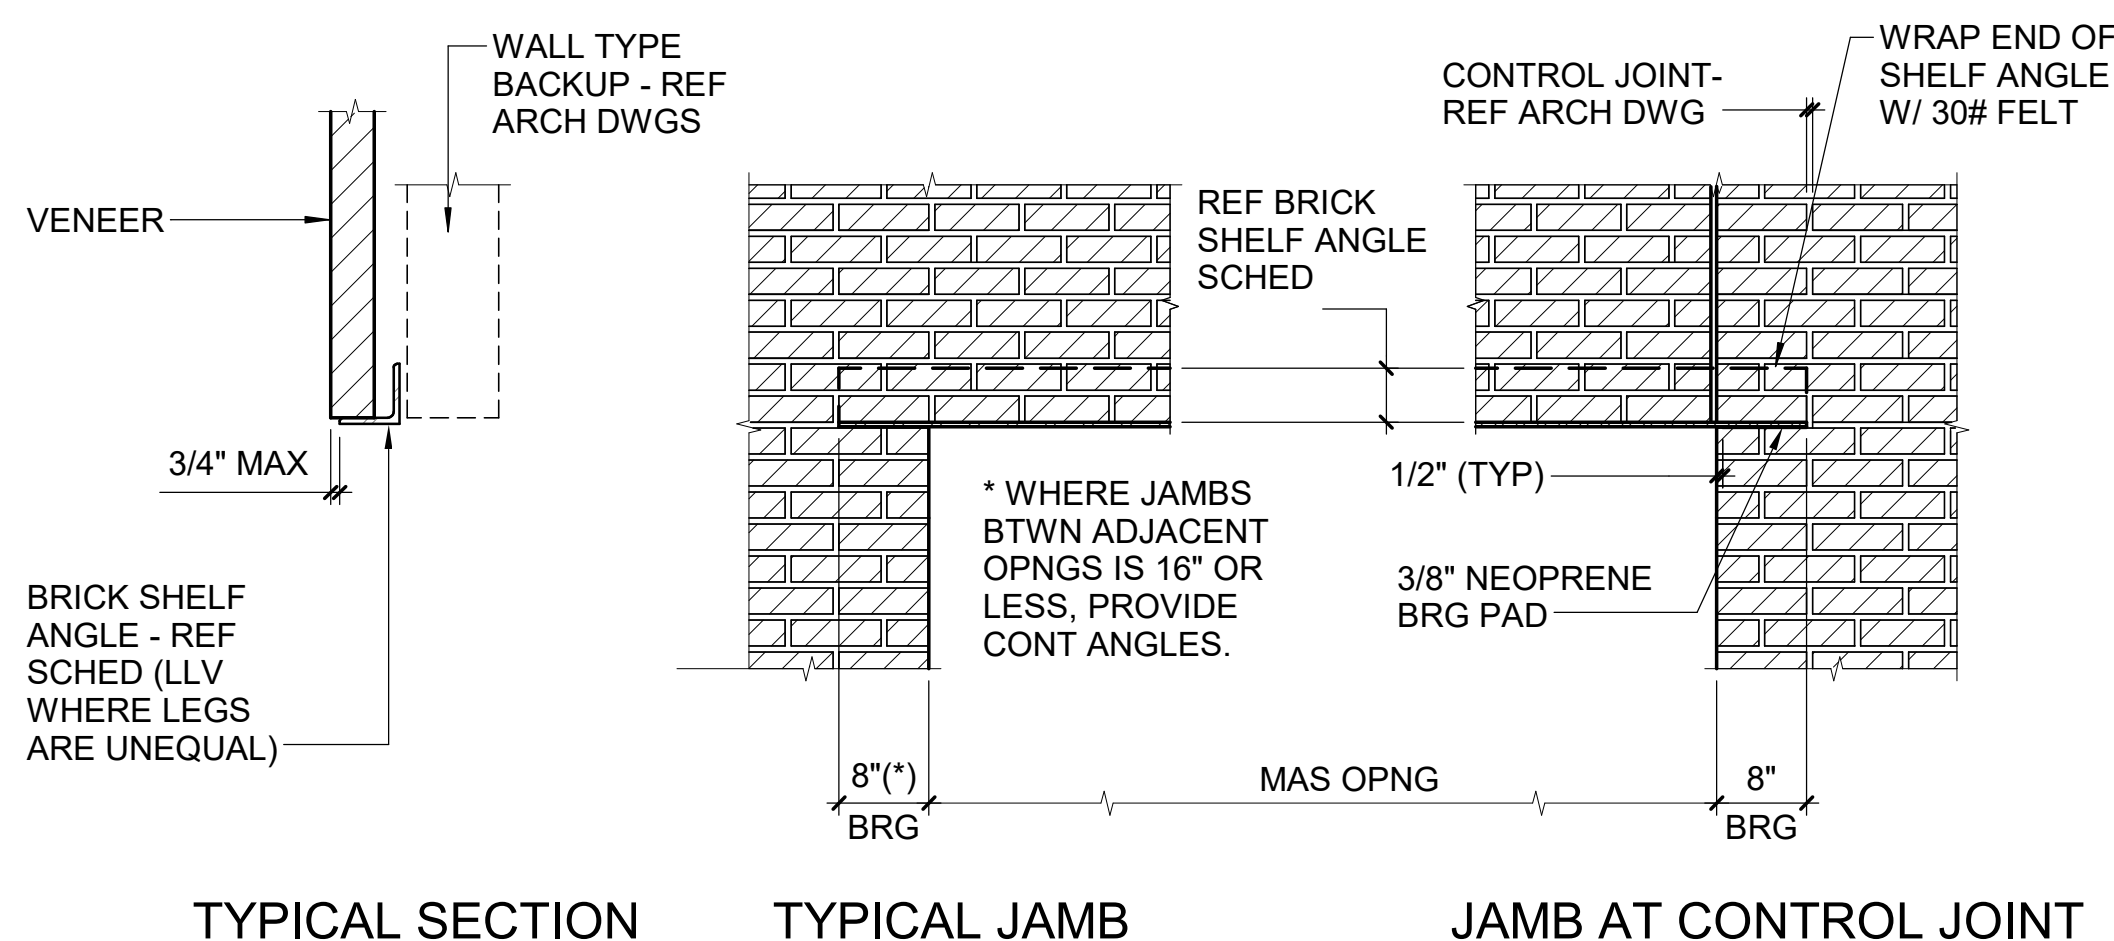 WALL TYPE
BACKUP - REF
ARCH DWGS
VENEER
3/4" MAX
BRICK SHELF
ANGLE - REF
SCHED (LLV
WHERE LEGS
ARE UNEQUAL)
TYPICAL SECTION
REF BRICK
SHELF ANGLE
SCHED
* WHERE JAMBS
BTWN ADJACENT
OPNGS IS 16" OR
LESS, PROVIDE
CONT ANGLES.
8"(*)
BRG
MAS OPNG
TYPICAL JAMB
CONTROL JOINT-
REF ARCH DWG
WRAP END OF
SHELF ANGLE
W/ 30# FELT
1/2" (TYP)
3/8" NEOPRENE
BRG PAD
8"
BRG
JAMB AT CONTROL JOINT